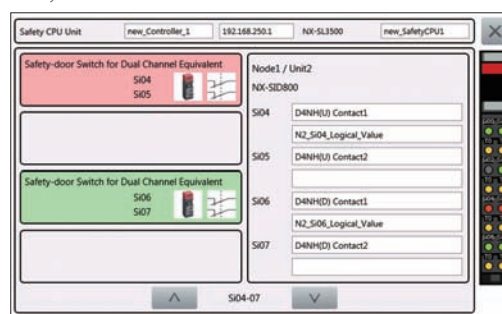 Safety CPU Unit new_Controller_1 192.168.250.1 NX-SL3500 new_SafetyCPU1
Safety-door Switch for Dual Channel Equivalent
Si04
Si05
Safety-door Switch for Dual Channel Equivalent
Si06
Si07
Node1 / Unit2
NX-SID800
Si04 D4NH(U) Contact1
N2_Si04_Logical_Value
Si05 D4NH(U) Contact2
Si06 D4NH(D) Contact1
N2_Si06_Logical_Value
Si07 D4NH(D) Contact2
Si04-07